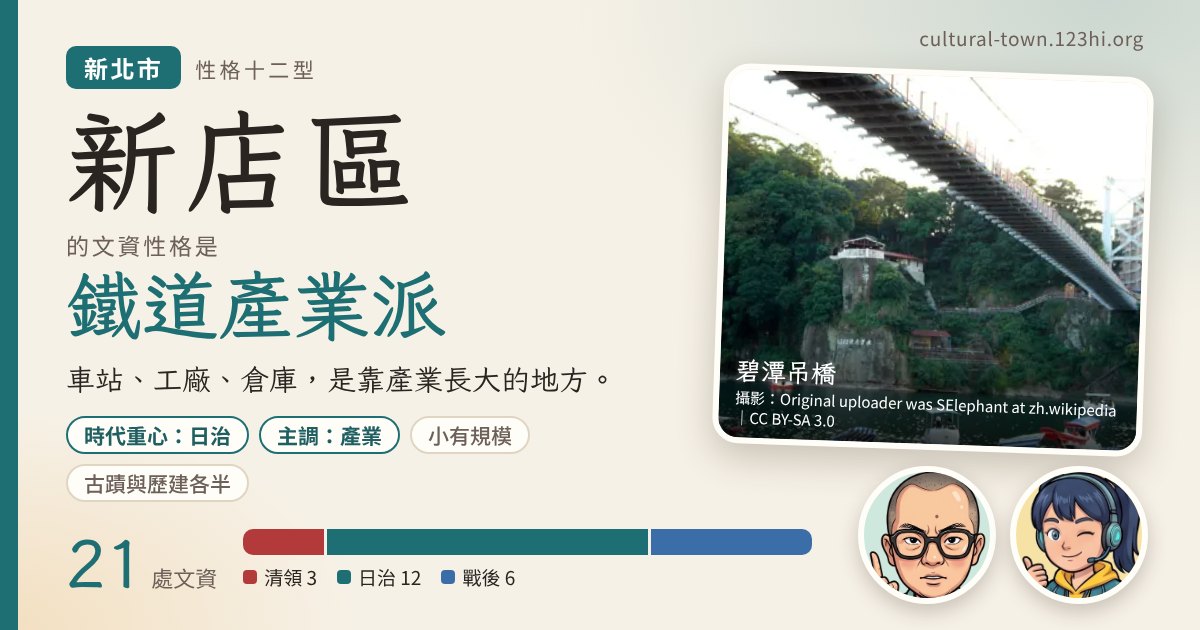 新北市 性格十二型
cultural-town.123hi.org
新店區
的文資性格是
鐵道產業派
車站、工廠、倉庫，是靠產業長大的地方。
時代重心：日治 主調：產業 小有規模
古蹟與歷建各半
21 處文資
清領 3 日治 12 戰後 6
碧潭吊橋
攝影：Original uploader was SElephant at zh.wikipedia
｜CC BY-SA 3.0